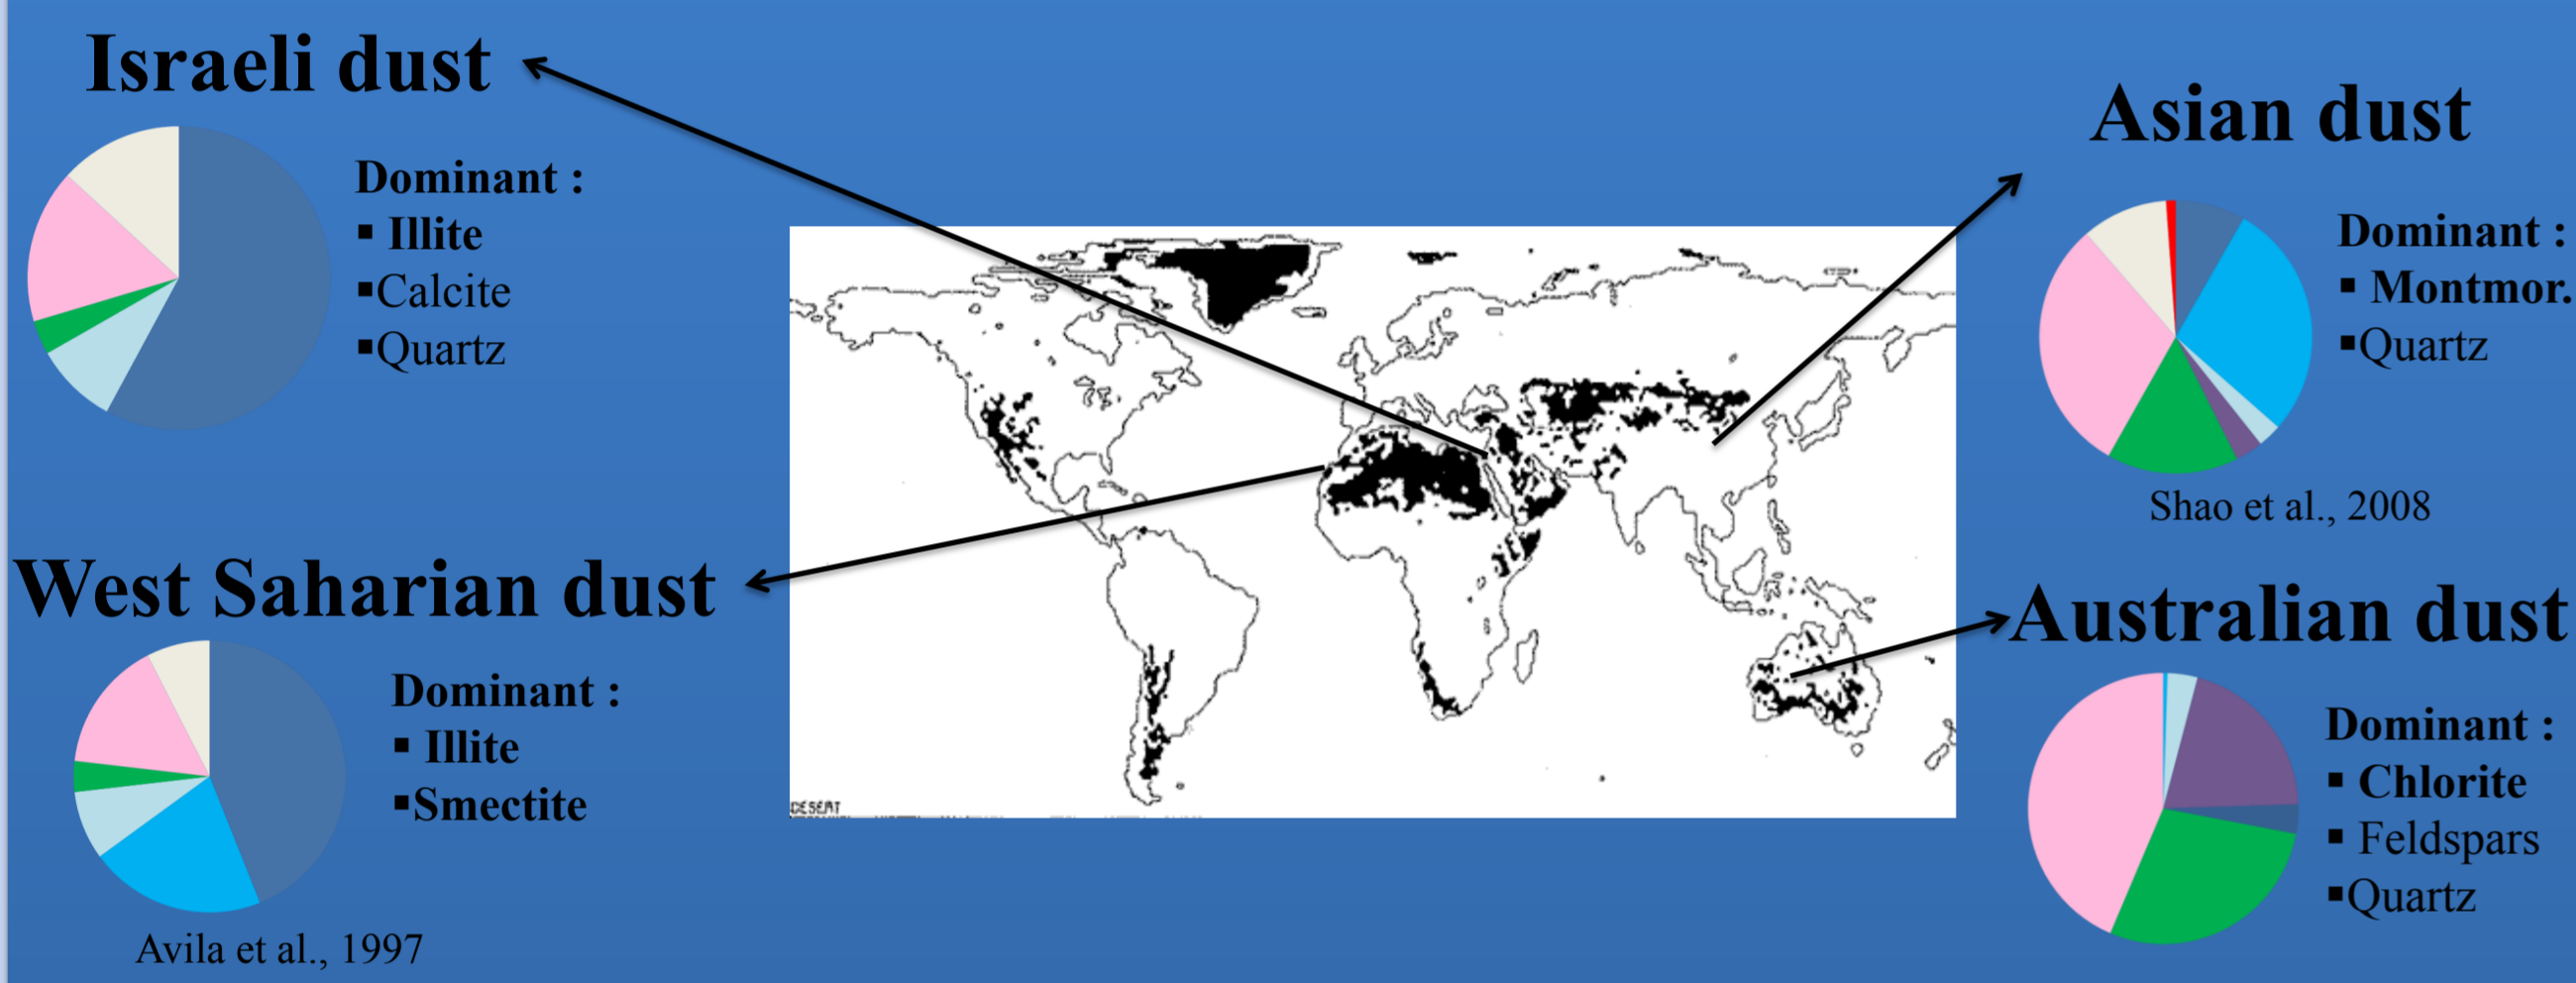 Israeli dust
Dominant :
▪ Illite
▪Calcite
▪Quartz
Asian dust
Dominant :
▪ Montmor.
▪Quartz
Shao et al., 2008
West Saharian dust
Dominant :
▪ Illite
▪Smectite
Avila et al., 1997
DESERT
Australian dust
Dominant :
▪ Chlorite
▪ Feldspars
▪Quartz